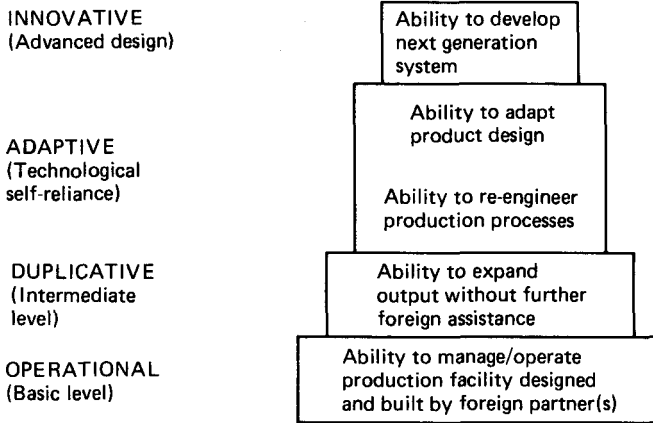 INNOVATIVE
(Advanced design)
Ability to develop
next generation
system
ADAPTIVE
(Technological
self-reliance)
Ability to adapt
product design
Ability to re-engineer
production processes
DUPLICATIVE
(Intermediate
level)
Ability to expand
output without further
foreign assistance
OPERATIONAL
(Basic level)
Ability to manage/operate
production facility designed
and built by foreign partner(s)